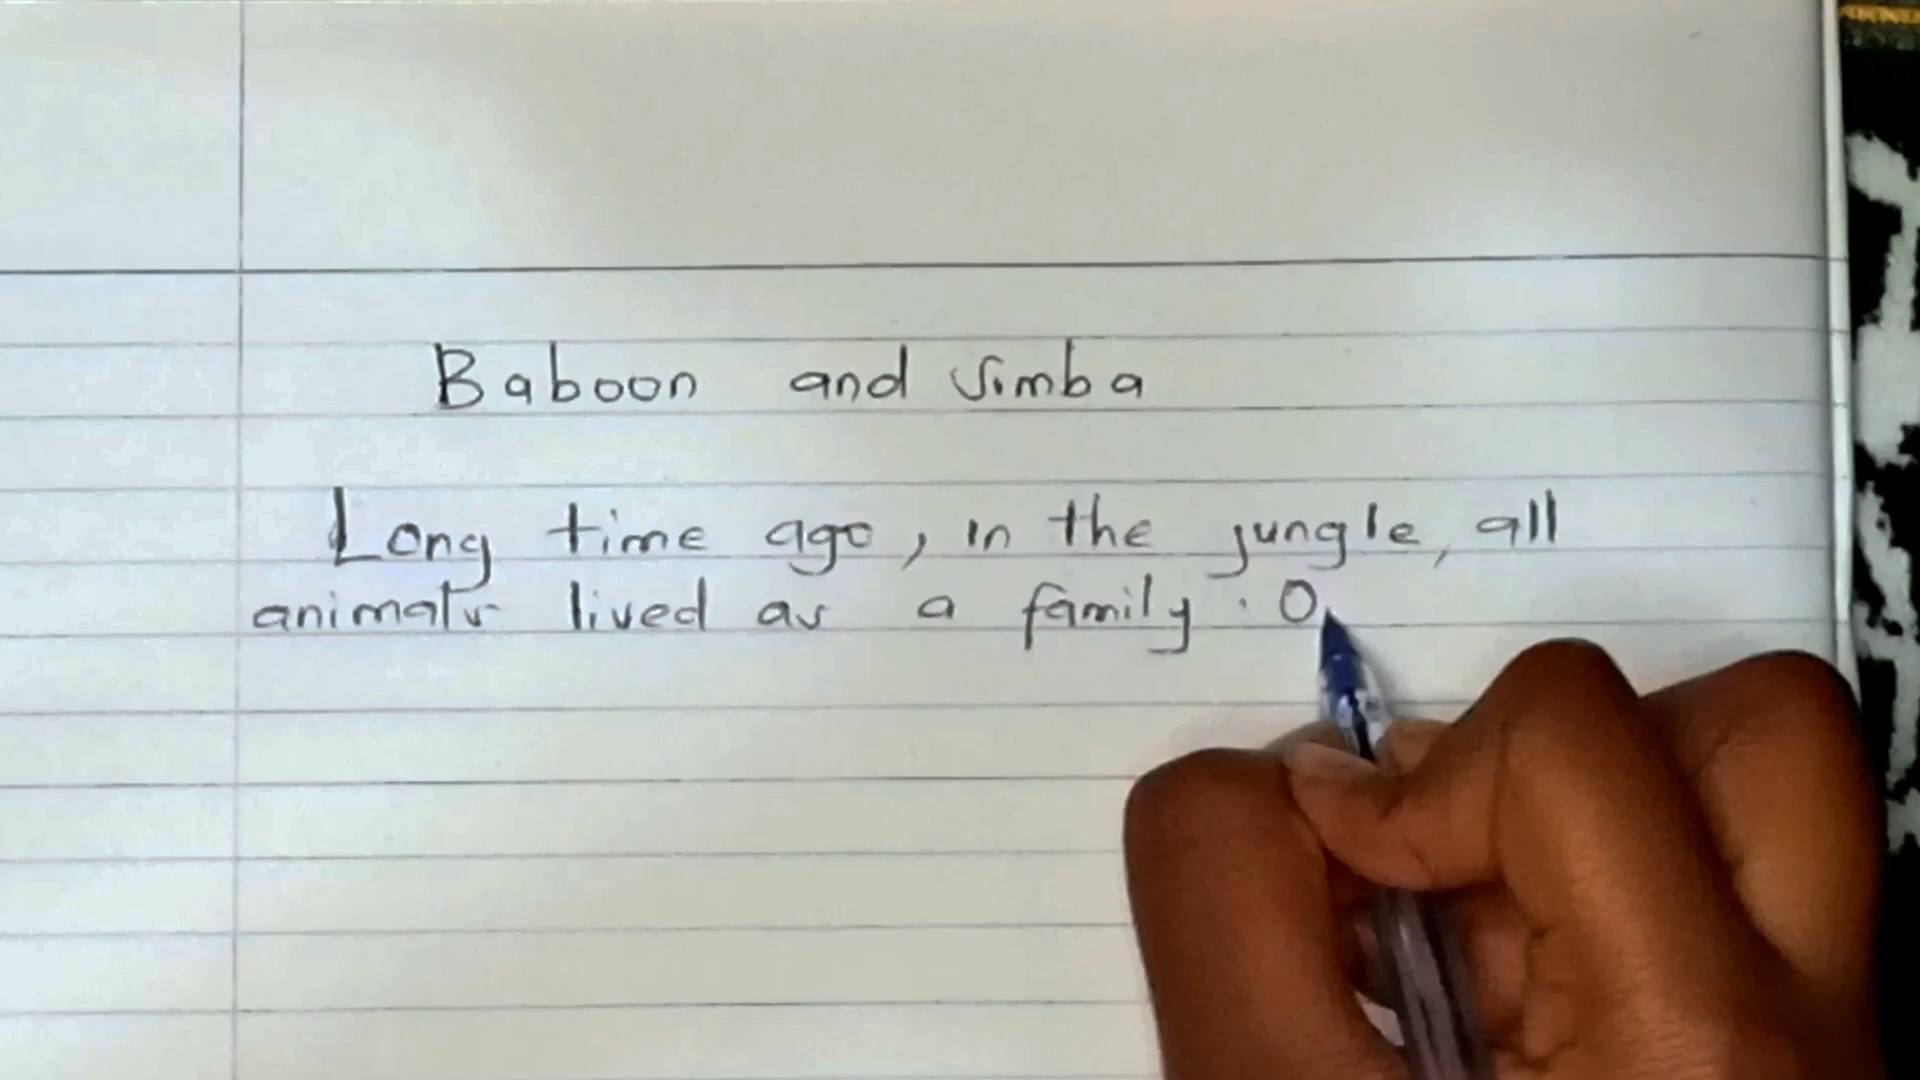 Baboon and Simba
Long time ago, in the jungle, all
animals lived as a family. O